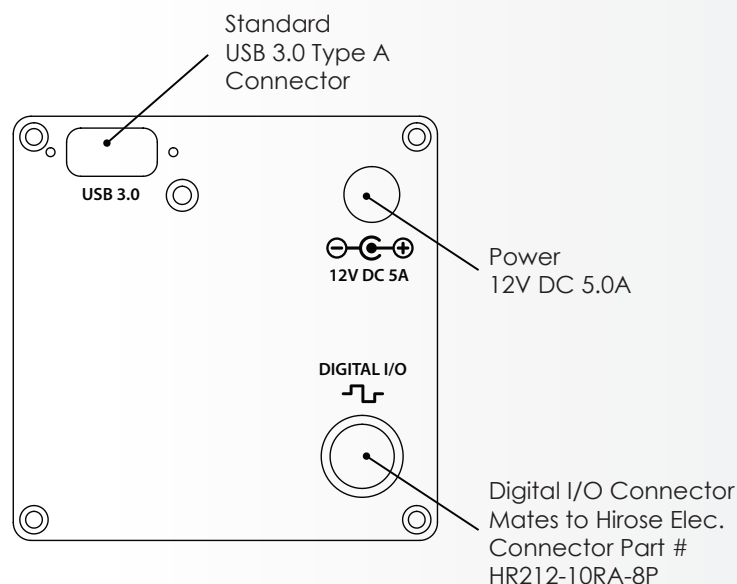 Standard
USB 3.0 Type A
Connector
USB 3.0
12V DC 5A
Power
12V DC 5.0A
DIGITAL I/O
Digital I/O Connector
Mates to Hirose Elec.
Connector Part #
HR212-10RA-8P